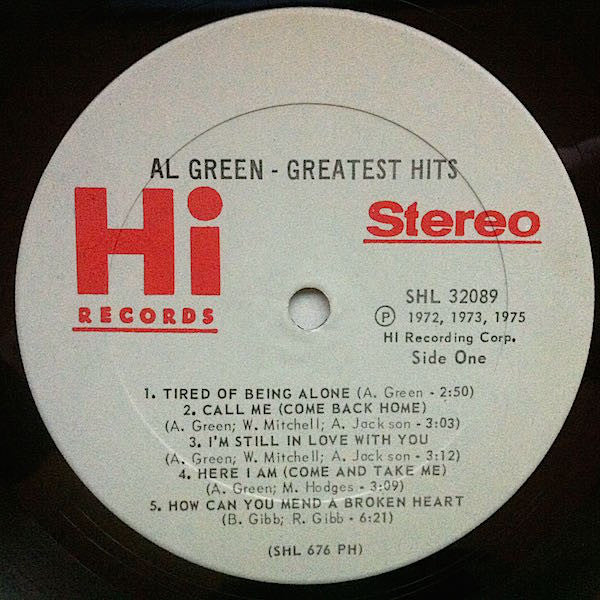 AL GREEN - GREATEST HITS
Hi
RECORDS
Stereo
SHL 32089
Ⓟ 1972, 1973, 1975
HI Recording Corp.
Side One
1. TIRED OF BEING ALONE (A. Green - 2:50)
2. CALL ME (COME BACK HOME)
(A. Green; W. Mitchell; A. Jackson - 3:03)
3. I'M STILL IN LOVE WITH YOU
(A. Green; W. Mitchell; A. Jackson - 3:12)
4. HERE I AM (COME AND TAKE ME)
(A. Green; M. Hodges - 3:09)
5. HOW CAN YOU MEND A BROKEN HEART
(B. Gibb; R. Gibb - 6:21)
(SHL 676 PH)